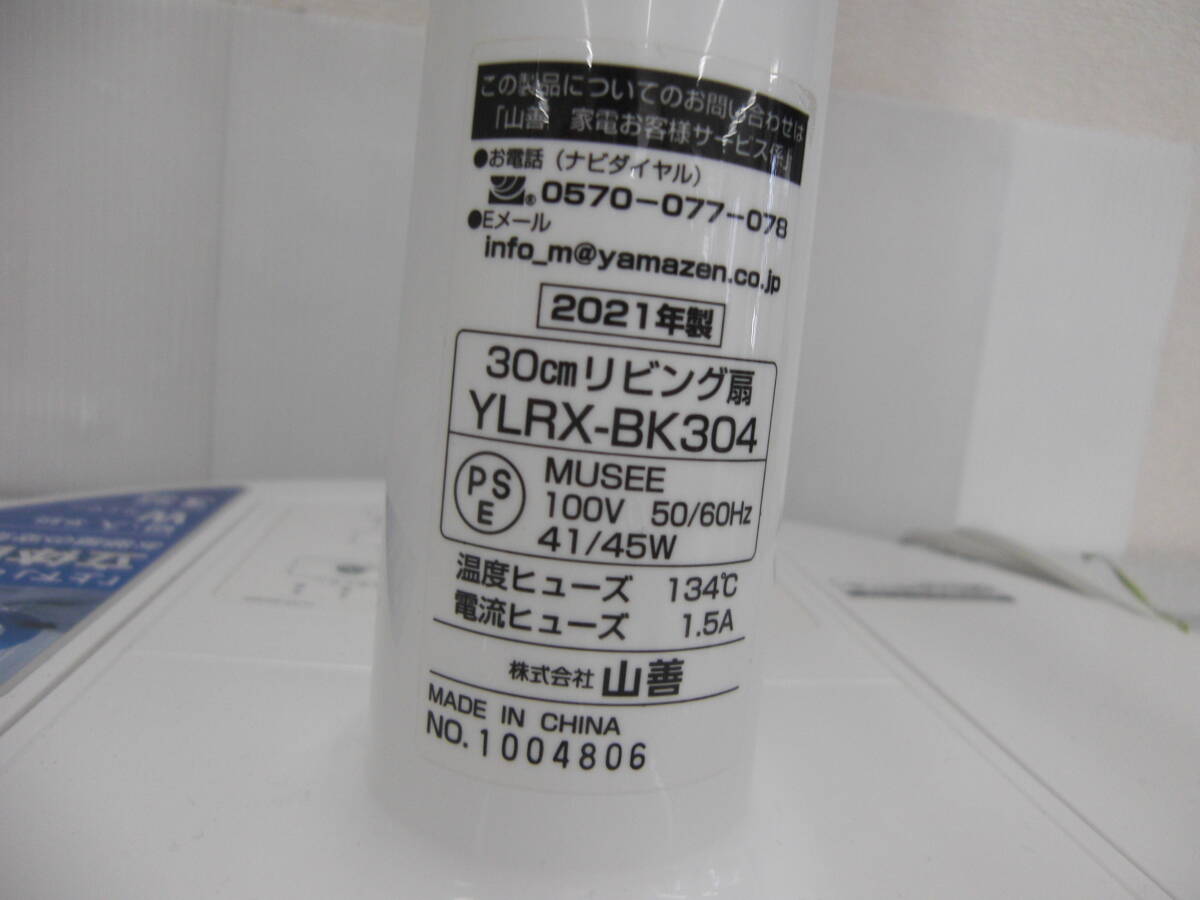 この製品についてのお問い合わせは
「山善 家電お客様サービス係」
●お電話（ナビダイヤル）
®0570-077-078
●Eメール
info_m@yamazen.co.jp
2021年製
30cmリビング扇
YLRX-BK304
PSE
MUSEE
100V 50/60Hz
41/45W
温度ヒューズ 134℃
電流ヒューズ 1.5A
株式会社 山善
MADE IN CHINA
NO. 1004806